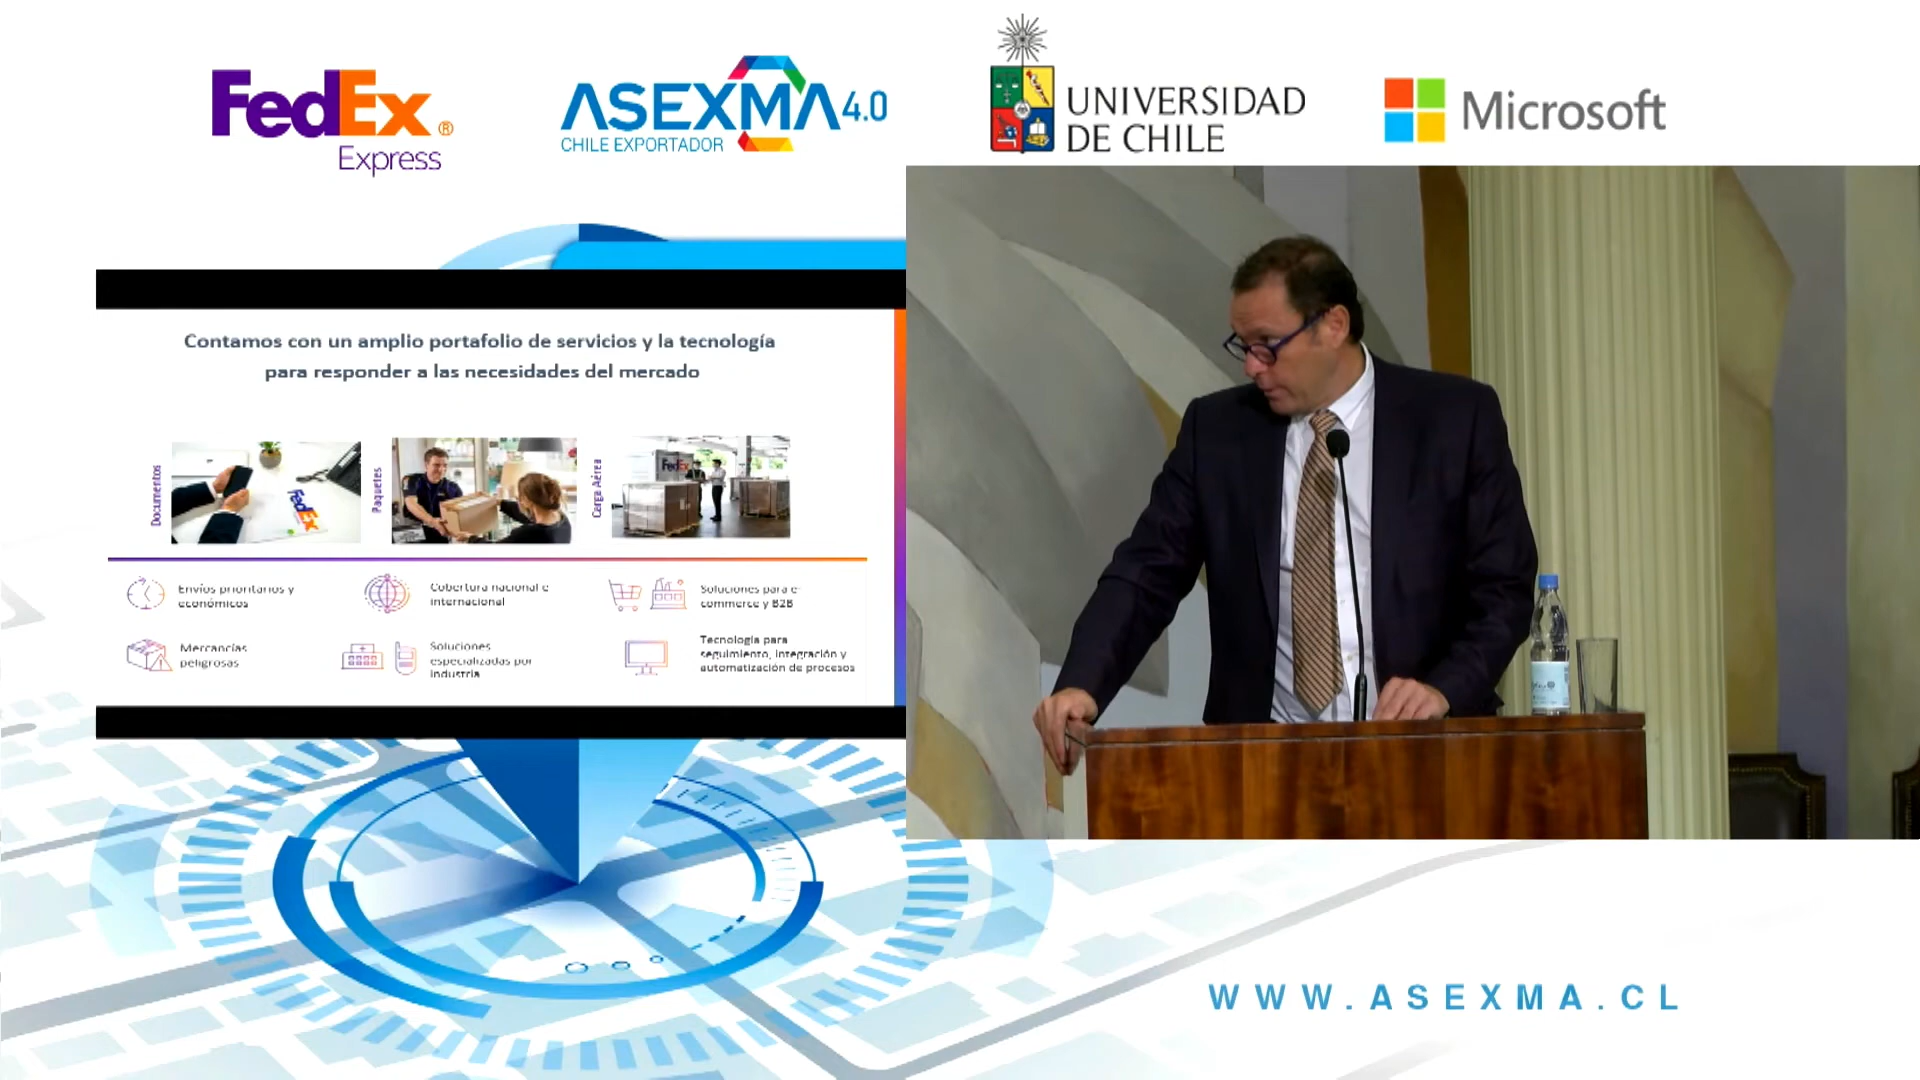 FedEx®
Express
ASEXMA 4.0
CHILE EXPORTADOR
UNIVERSIDAD
DE CHILE
Microsoft
Contamos con un amplio portafolio de servicios y la tecnología
para responder a las necesidades del mercado
Documentos
FedEx
Paquetes
Carga Aérea
FedEx
Envíos prioritarios y
económicos
Cobertura nacional e
internacional
Soluciones para e-
commerce y B2B
Mercancías
peligrosas
Soluciones
especializadas por
industria
Tecnología para
seguimiento, integración y
automatización de procesos
WWW.ASEXMA.CL